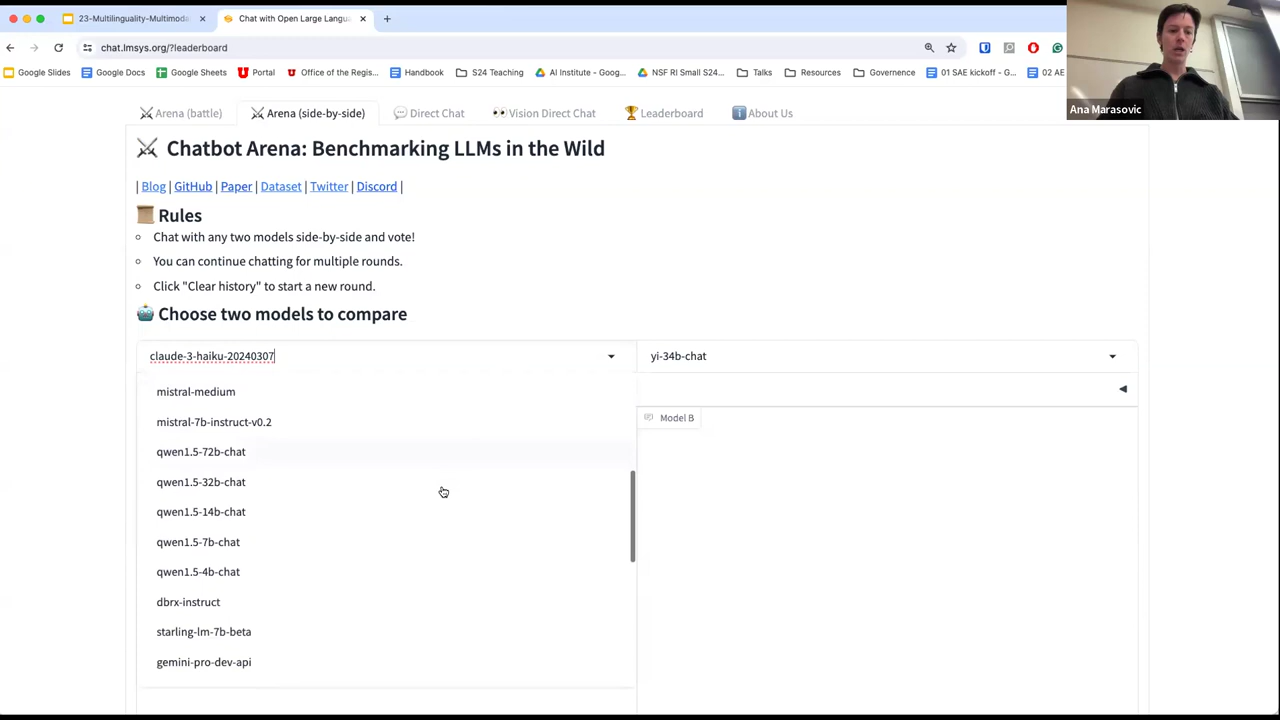 23-Multilinguality-Multimoda
Chat with Open Large Langua
chat.lmsys.org/?leaderboard
Google Slides
Google Docs
Google Sheets
Portal
Office of the Regis...
Handbook
S24 Teaching
AI Institute - Goog...
NSF RI Small S24...
Talks
Resources
Governence
01 SAE kickoff - G...
02 AE
Ana Marasovic
Arena (battle)
Arena (side-by-side)
Direct Chat
Vision Direct Chat
Leaderboard
About Us
Chatbot Arena: Benchmarking LLMs in the Wild
| Blog | GitHub | Paper | Dataset | Twitter | Discord |
Rules
Chat with any two models side-by-side and vote!
You can continue chatting for multiple rounds.
Click "Clear history" to start a new round.
Choose two models to compare
claude-3-haiku-20240307
yi-34b-chat
mistral-medium
Model B
mistral-7b-instruct-v0.2
qwen1.5-72b-chat
qwen1.5-32b-chat
qwen1.5-14b-chat
qwen1.5-7b-chat
qwen1.5-4b-chat
dbrx-instruct
starling-lm-7b-beta
gemini-pro-dev-api